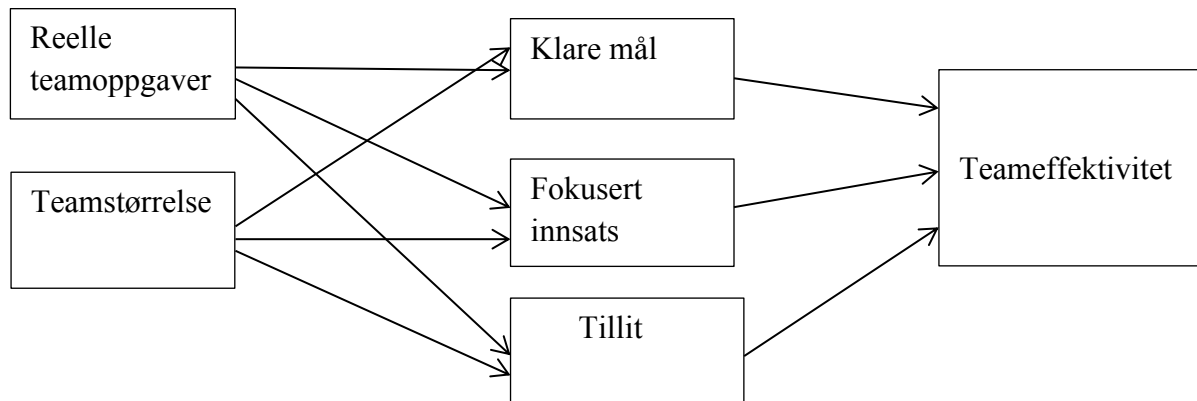 Reelle
teamoppgaver
Teamstørrelse
Klare mål
Fokusert
innsats
Tillit
Teameffektivitet